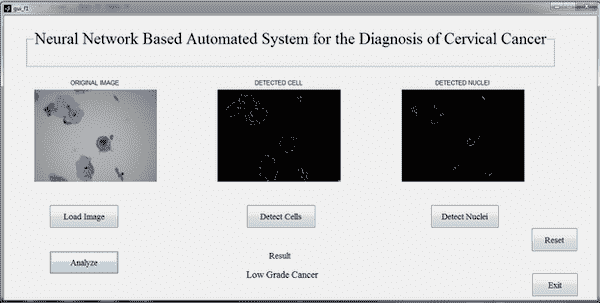 gui_f1
Neural Network Based Automated System for the Diagnosis of Cervical Cancer
ORIGINAL IMAGE
DETECTED CELL
DETECTED NUCLEI
Load Image
Detect Cells
Detect Nuclei
Reset
Analyze
Result
Low Grade Cancer
Exit